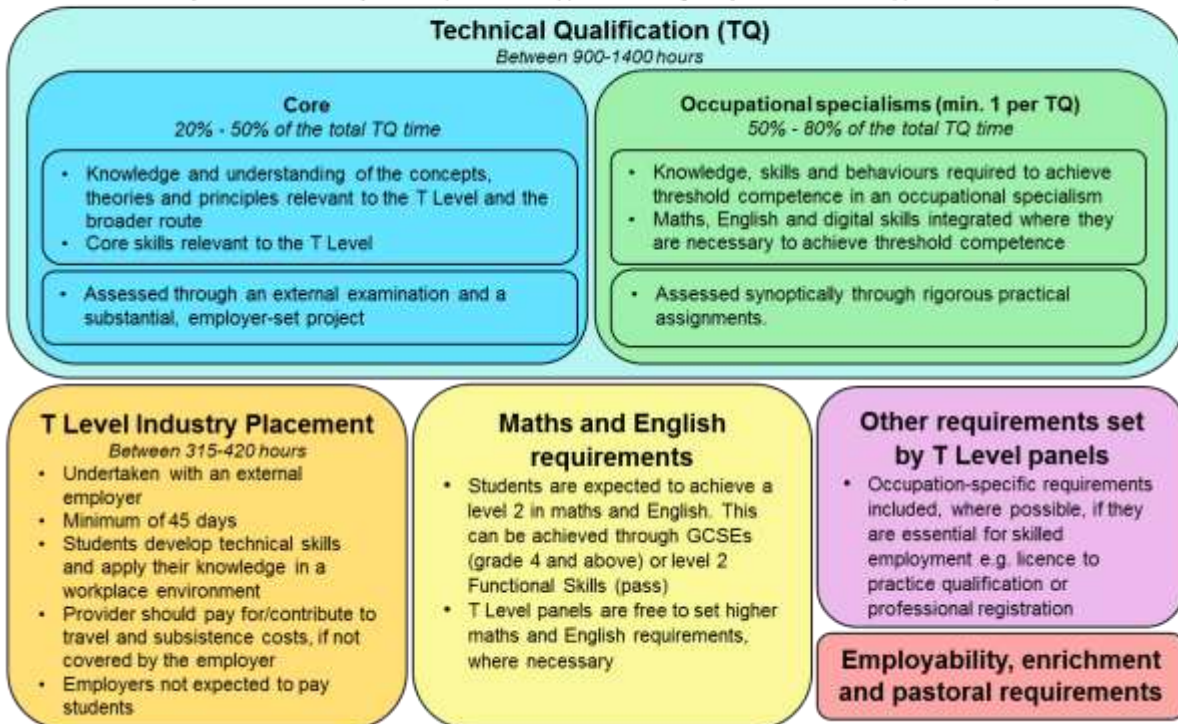 Technical Qualification (TQ)
Between 900-1400 hours
Core
20% - 50% of the total TQ time
• Knowledge and understanding of the concepts,
theories and principles relevant to the T Level and the
broader route
• Core skills relevant to the T Level
• Assessed through an external examination and a
substantial, employer-set project
Occupational specialisms (min. 1 per TQ)
50% - 80% of the total TQ time
• Knowledge, skills and behaviours required to achieve
threshold competence in an occupational specialism
• Maths, English and digital skills integrated where they
are necessary to achieve threshold competence
• Assessed synoptically through rigorous practical
assignments.
T Level Industry Placement
Between 315-420 hours
• Undertaken with an external
employer
• Minimum of 45 days
• Students develop technical skills
and apply their knowledge in a
workplace environment
• Provider should pay for/contribute to
travel and subsistence costs, if not
covered by the employer
• Employers not expected to pay
students
Maths and English
requirements
• Students are expected to achieve a
level 2 in maths and English. This
can be achieved through GCSEs
(grade 4 and above) or level 2
Functional Skills (pass)
• T Level panels are free to set higher
maths and English requirements,
where necessary
Other requirements set
by T Level panels
• Occupation-specific requirements
included, where possible, if they
are essential for skilled
employment e.g. licence to
practice qualification or
professional registration
Employability, enrichment
and pastoral requirements